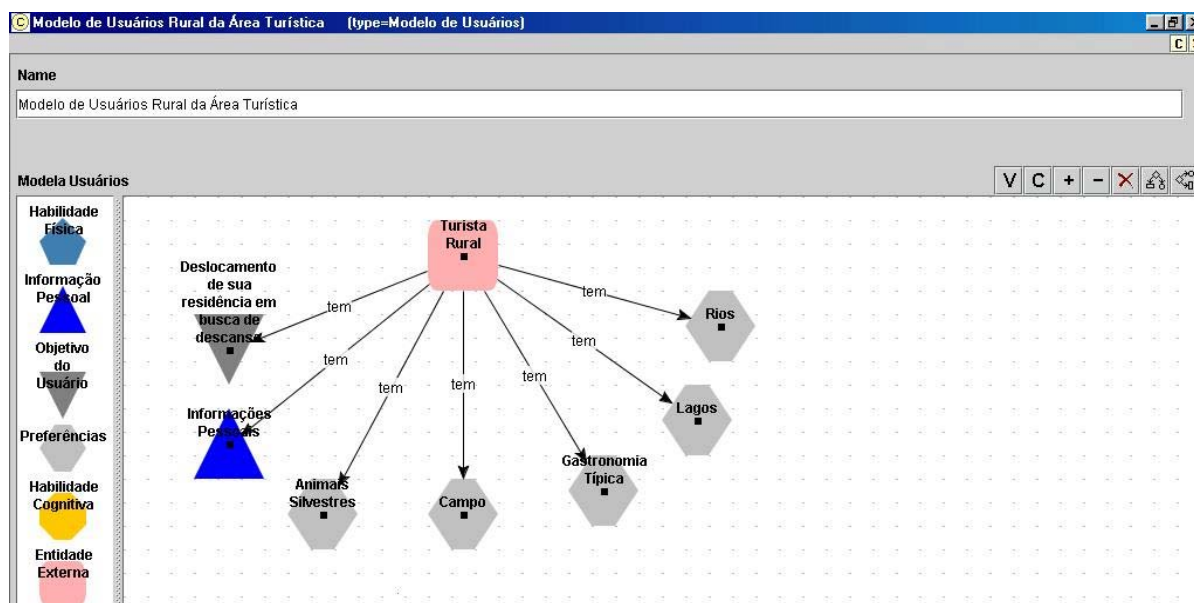 C Modelo de Usuários Rural da Área Turística (type=Modelo de Usuários)
C
Name
Modelo de Usuários Rural da Área Turística
Modela Usuários
V C + −
Habilidade
Física
Informação
Pessoal
Objetivo
do
Usuário
Preferências
Habilidade
Cognitiva
Entidade
Externa
Turista
Rural
Deslocamento
de sua
residência em
busca de
descanso
tem
tem
tem
tem
tem
tem
tem
Rios
Lagos
Gastronomia
Típica
Campo
Animais
Silvestres
Informações
Pessoais